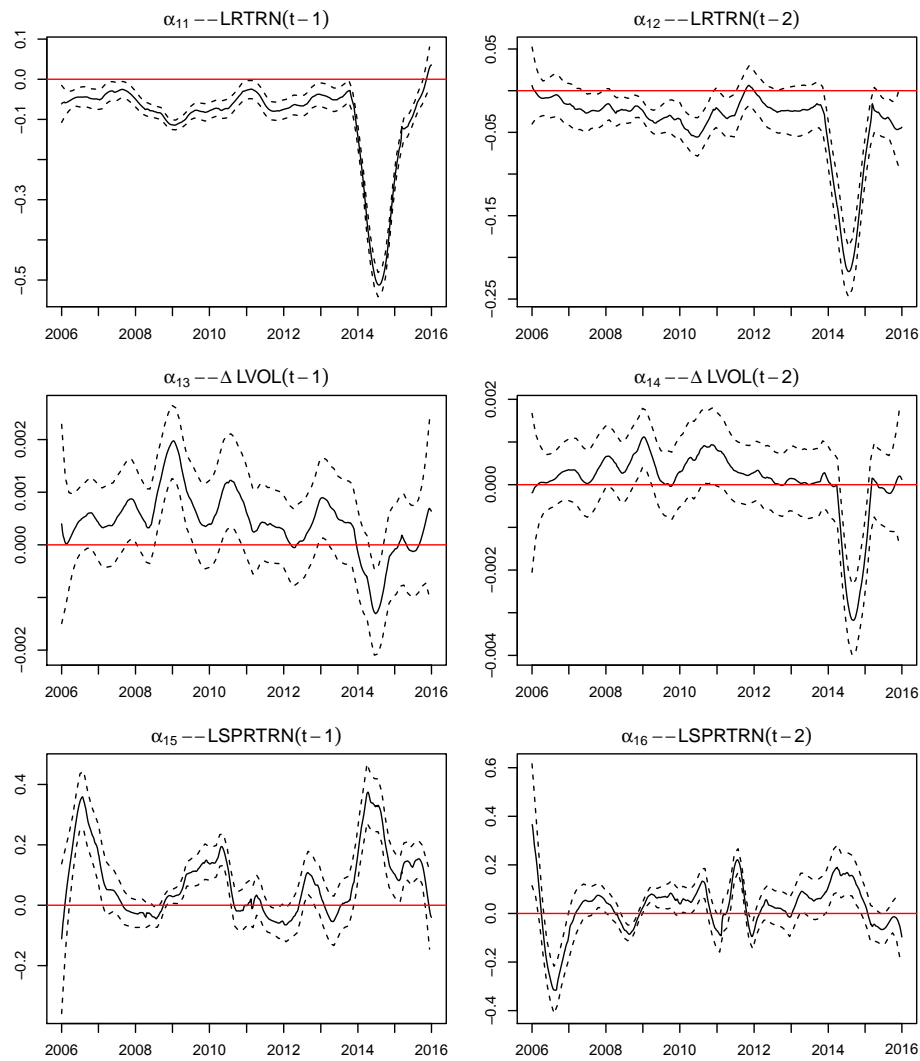 α11 −−LRTRN(t−1)
0.1
0.0
−0.1
−0.3
−0.5
2006 2008 2010 2012 2014 2016
α12 −−LRTRN(t−2)
0.05
−0.05
−0.15
−0.25
2006 2008 2010 2012 2014 2016
α13 −−Δ LVOL(t−1)
0.002
0.001
0.000
−0.002
2006 2008 2010 2012 2014 2016
α14 −−Δ LVOL(t−2)
0.002
0.000
−0.002
−0.004
2006 2008 2010 2012 2014 2016
α15 −−LSPRTRN(t−1)
0.4
0.2
0.0
−0.2
2006 2008 2010 2012 2014 2016
α16 −−LSPRTRN(t−2)
0.6
0.4
0.2
0.0
−0.2
−0.4
2006 2008 2010 2012 2014 2016